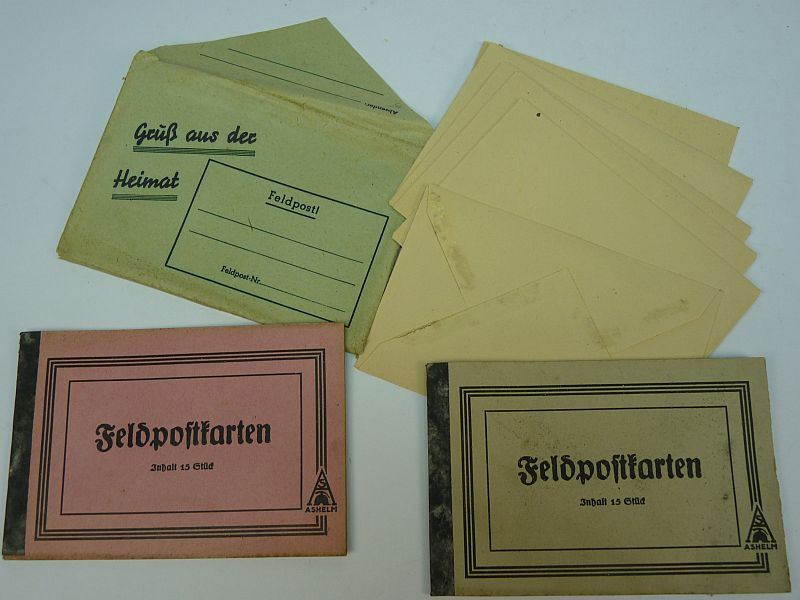 Absender:
Gruß aus der
Heimat
Feldpost!
Feldpost-Nr.
Feldpostkarten
Inhalt 15 Stück
ASHELM
Feldpostkarten
Inhalt 15 Stück
ASHELM